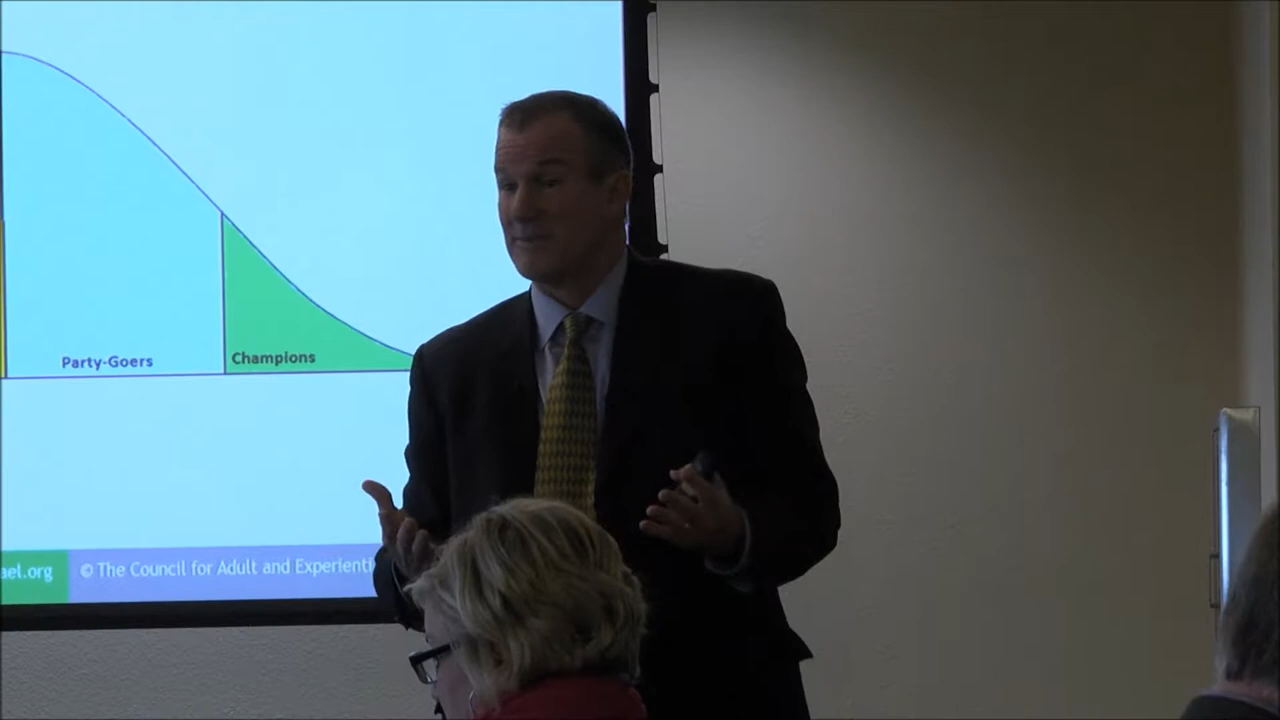 Party-Goers
Champions
ael.org
© The Council for Adult and Experienti